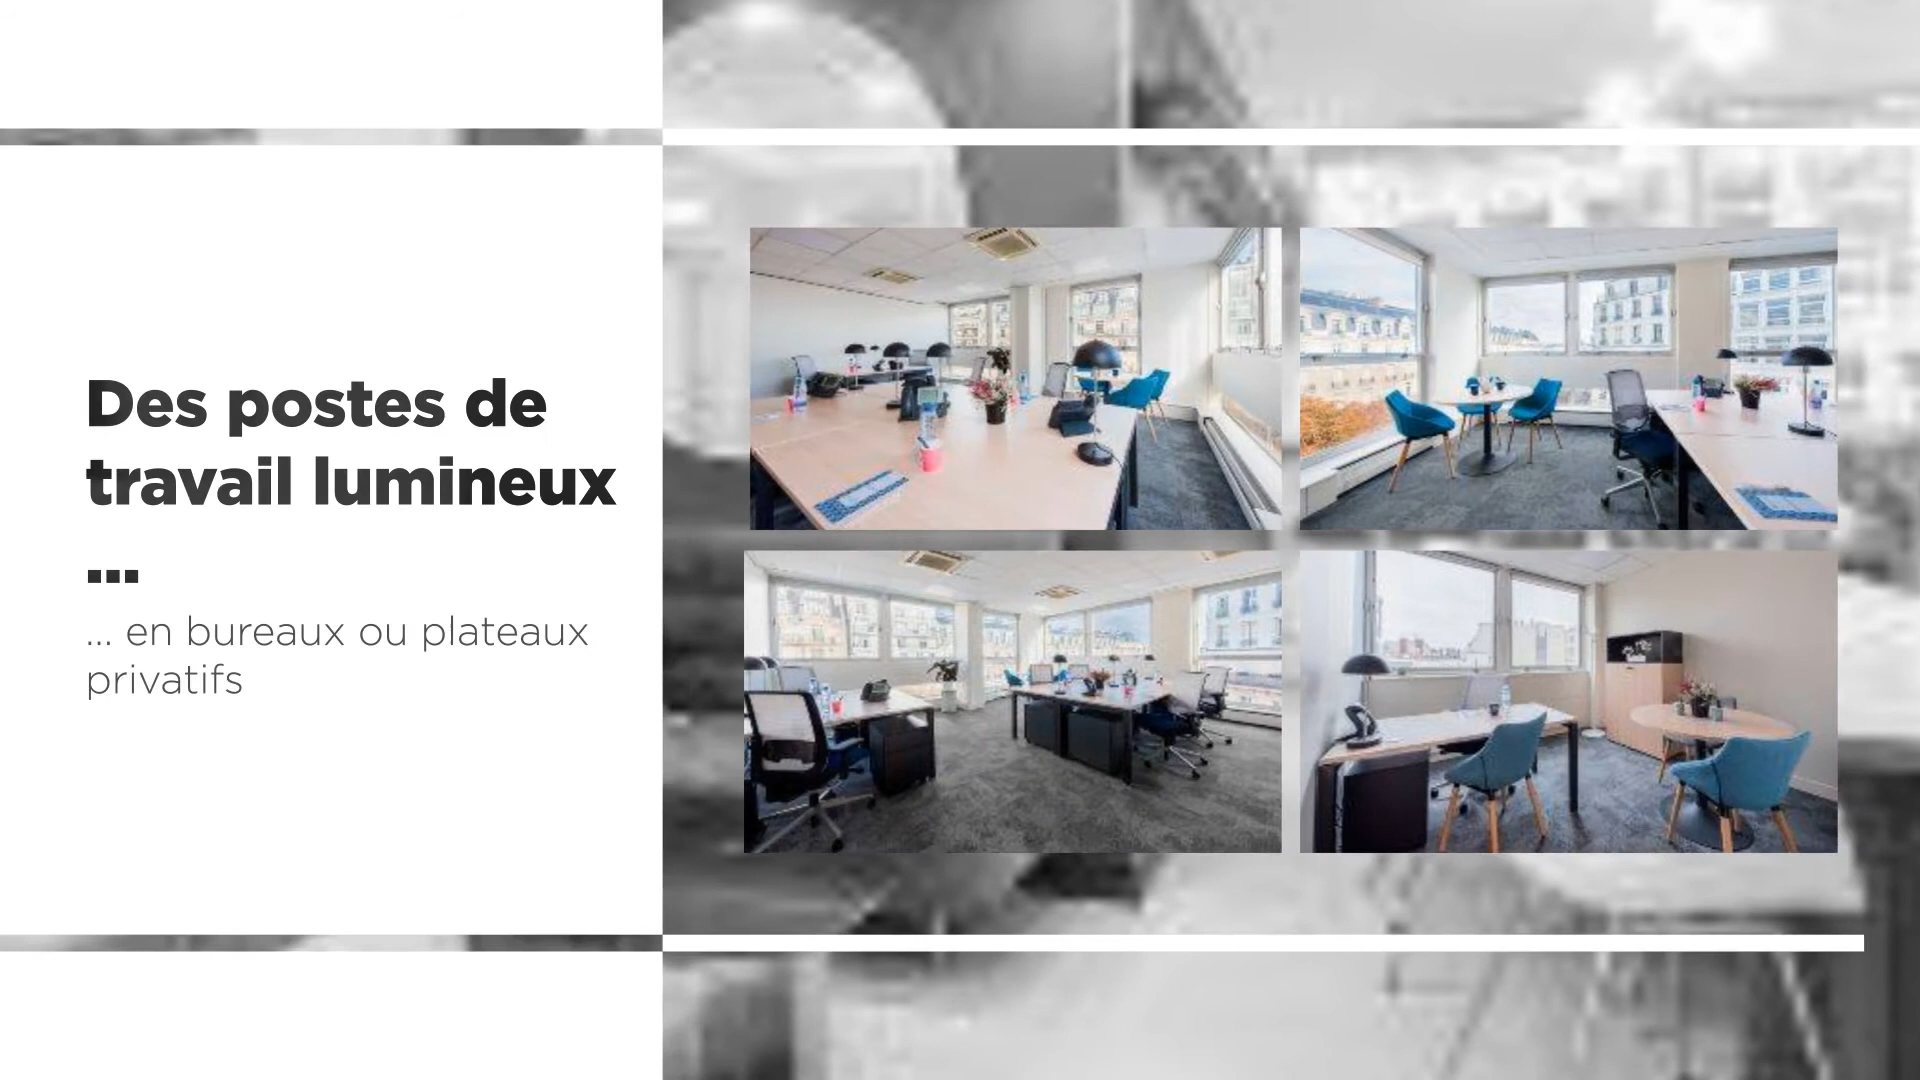 Des postes de
travail lumineux
...
... en bureaux ou plateaux
privatifs